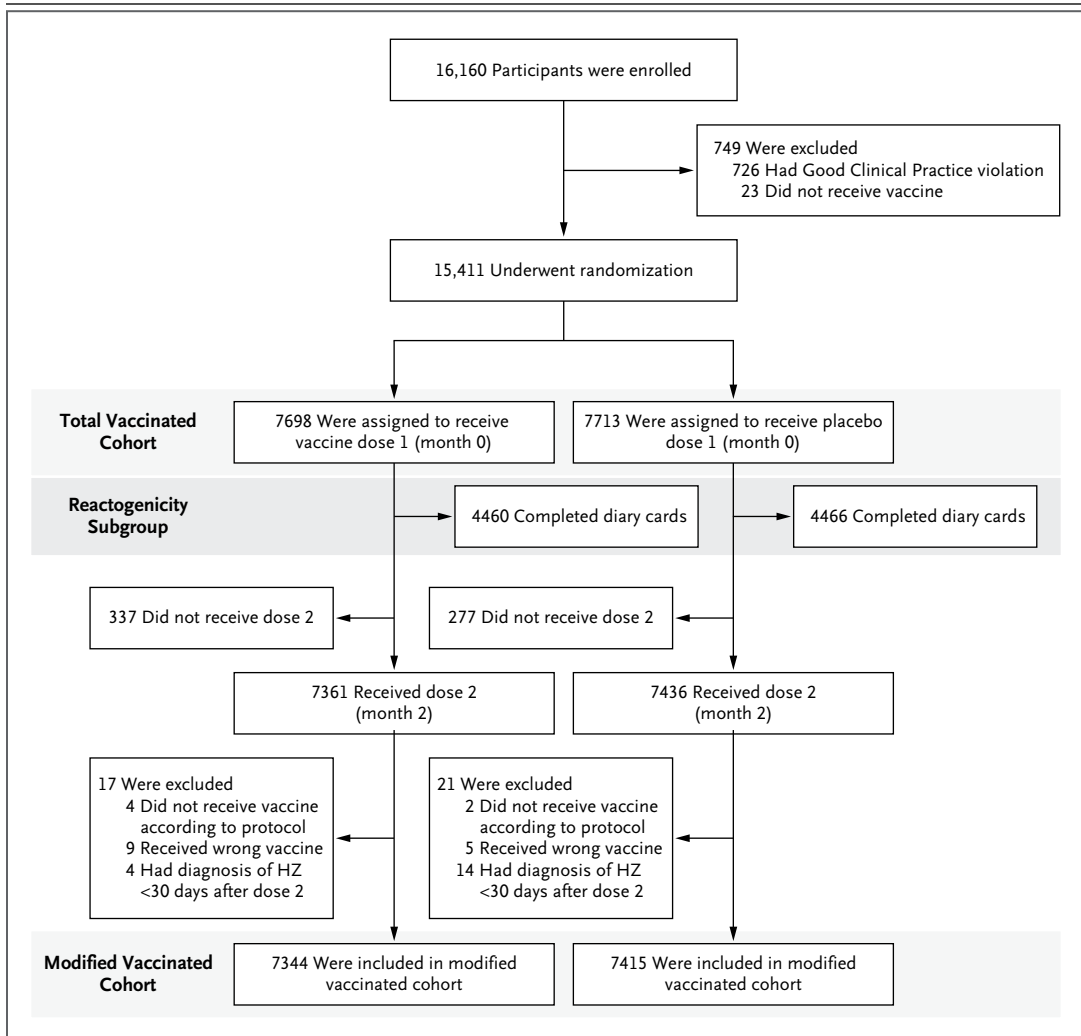 16,160 Participants were enrolled
749 Were excluded
726 Had Good Clinical Practice violation
23 Did not receive vaccine
15,411 Underwent randomization
Total Vaccinated
Cohort
7698 Were assigned to receive
vaccine dose 1 (month 0)
7713 Were assigned to receive placebo
dose 1 (month 0)
Reactogenicity
Subgroup
4460 Completed diary cards
4466 Completed diary cards
337 Did not receive dose 2
277 Did not receive dose 2
7361 Received dose 2
(month 2)
7436 Received dose 2
(month 2)
17 Were excluded
4 Did not receive vaccine
according to protocol
9 Received wrong vaccine
4 Had diagnosis of HZ
<30 days after dose 2
21 Were excluded
2 Did not receive vaccine
according to protocol
5 Received wrong vaccine
14 Had diagnosis of HZ
<30 days after dose 2
Modified Vaccinated
Cohort
7344 Were included in modified
vaccinated cohort
7415 Were included in modified
vaccinated cohort